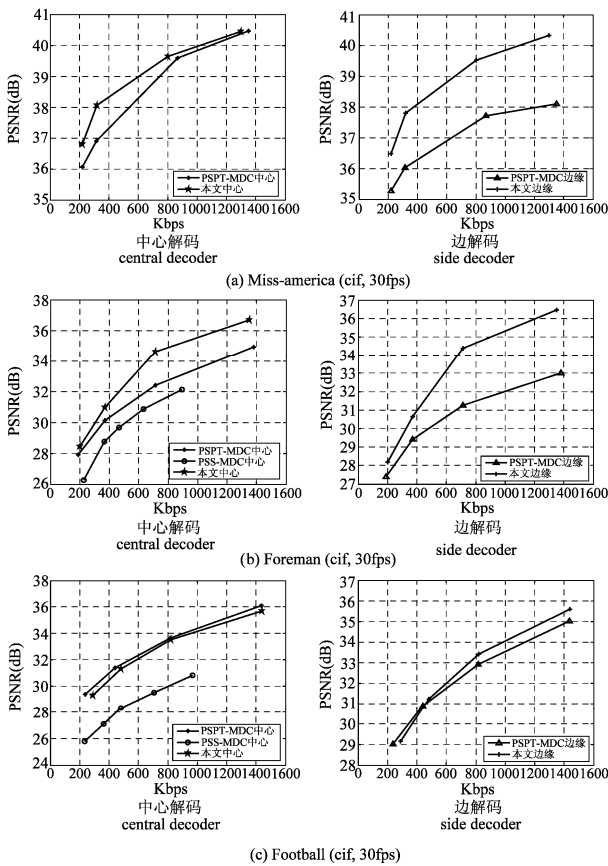 41
40
39
38
37
36
35
PSNR(dB)
PSPT-MDC中心
本文中心
0 200 400 600 800 1000 1200 1400 1600
Kbps
中心解码
central decoder
41
40
39
38
37
36
35
PSNR(dB)
PSPT-MDC边缘
本文边缘
0 200 400 600 800 1000 1200 1400 1600
Kbps
边解码
side decoder
(a) Miss-america (cif, 30fps)
38
36
34
32
30
28
26
PSNR(dB)
PSPT-MDC中心
PSS-MDC中心
本文中心
0 200 400 600 800 1000 1200 1400 1600
Kbps
中心解码
central decoder
37
36
35
34
33
32
31
30
29
28
27
PSNR(dB)
PSPT-MDC边缘
本文边缘
0 200 400 600 800 1000 1200 1400 1600
Kbps
边解码
side decoder
(b) Foreman (cif, 30fps)
38
36
34
32
30
28
26
24
PSNR(dB)
PSPT-MDC中心
PSS-MDC中心
本文中心
0 200 400 600 800 1000 1200 1400 1600
Kbps
中心解码
central decoder
37
36
35
34
33
32
31
30
29
28
PSNR(dB)
PSPT-MDC边缘
本文边缘
0 200 400 600 800 1000 1200 1400 1600
Kbps
边解码
side decoder
(c) Football (cif, 30fps)